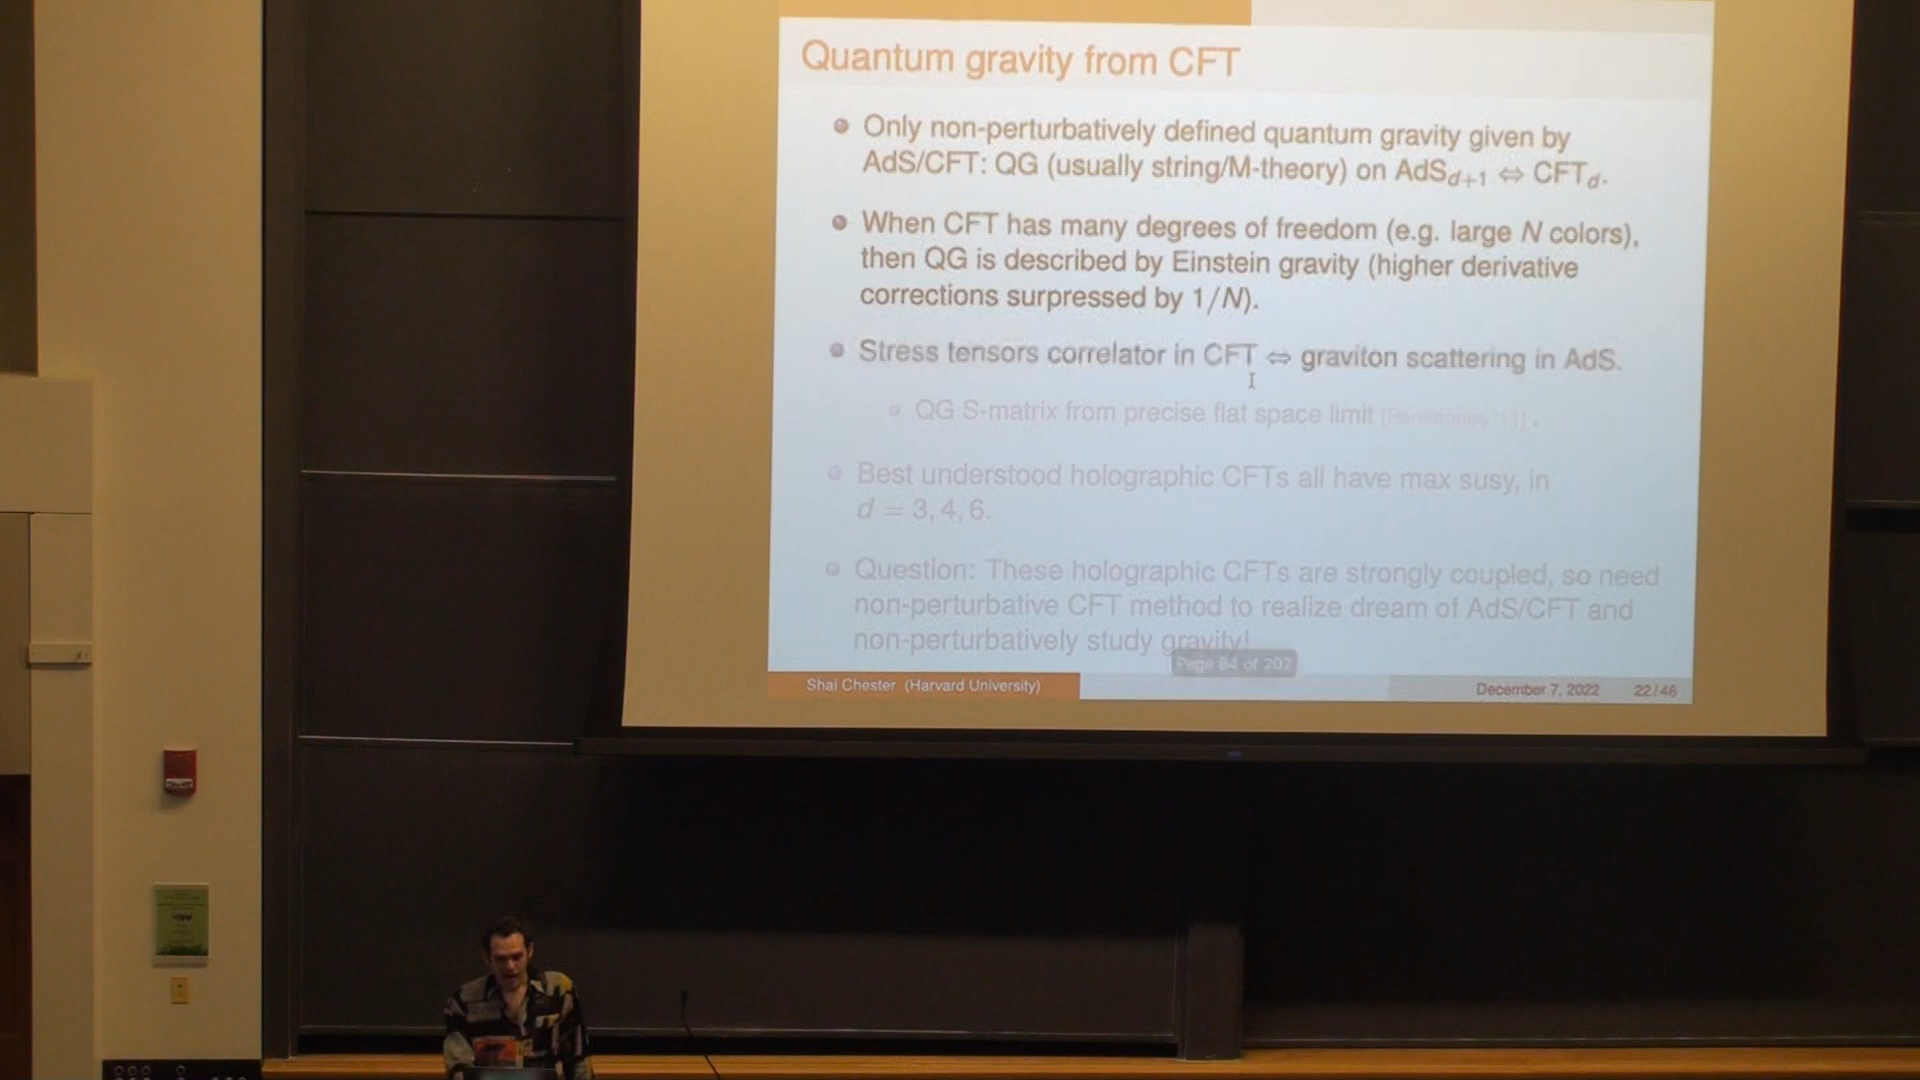 Quantum gravity from CFT
Only non-perturbatively defined quantum gravity given by
AdS/CFT: QG (usually string/M-theory) on AdS_{d+1} ⇔ CFT_d.
When CFT has many degrees of freedom (e.g. large N colors),
then QG is described by Einstein gravity (higher derivative
corrections surpressed by 1/N).
Stress tensors correlator in CFT ⇔ graviton scattering in AdS.
QG S-matrix from precise flat space limit [Penedones '11].
Best understood holographic CFTs all have max susy, in
d = 3, 4, 6.
Question: These holographic CFTs are strongly coupled, so need
non-perturbative CFT method to realize dream of AdS/CFT and
non-perturbatively study gravity!
Page 84 of 202
Shai Chester (Harvard University)
December 7, 2022
22/46